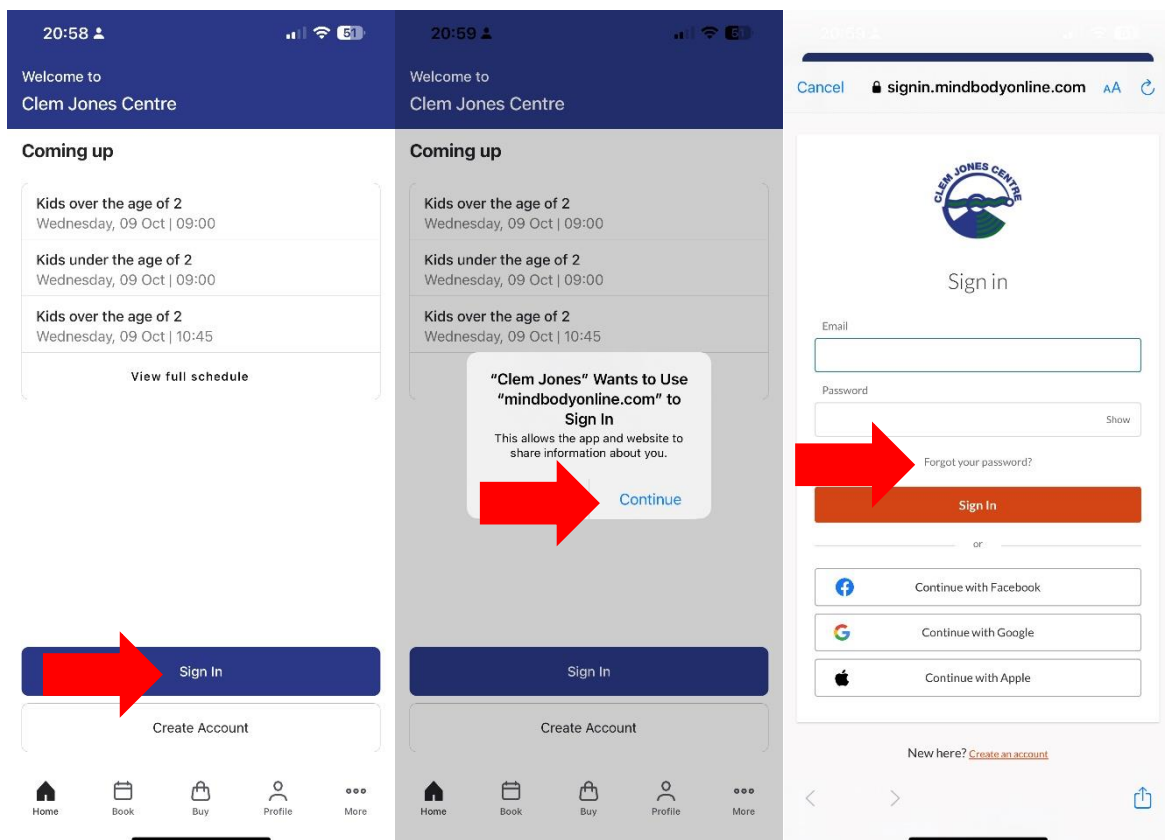 20:58
51
Welcome to
Clem Jones Centre
Coming up
Kids over the age of 2
Wednesday, 09 Oct | 09:00
Kids under the age of 2
Wednesday, 09 Oct | 09:00
Kids over the age of 2
Wednesday, 09 Oct | 10:45
View full schedule
Sign In
Create Account
Home
Book
Buy
Profile
More
20:59
51
Welcome to
Clem Jones Centre
Coming up
Kids over the age of 2
Wednesday, 09 Oct | 09:00
Kids under the age of 2
Wednesday, 09 Oct | 09:00
Kids over the age of 2
Wednesday, 09 Oct | 10:45
"Clem Jones" Wants to Use
"mindbodyonline.com" to
Sign In
This allows the app and website to
share information about you.
Continue
Sign In
Create Account
Home
Book
Buy
Profile
More
Cancel
signin.mindbodyonline.com
AA
CLEM JONES CENTRE
Sign in
Email
Password
Show
Forgot your password?
Sign In
or
Continue with Facebook
Continue with Google
Continue with Apple
New here? Create an account